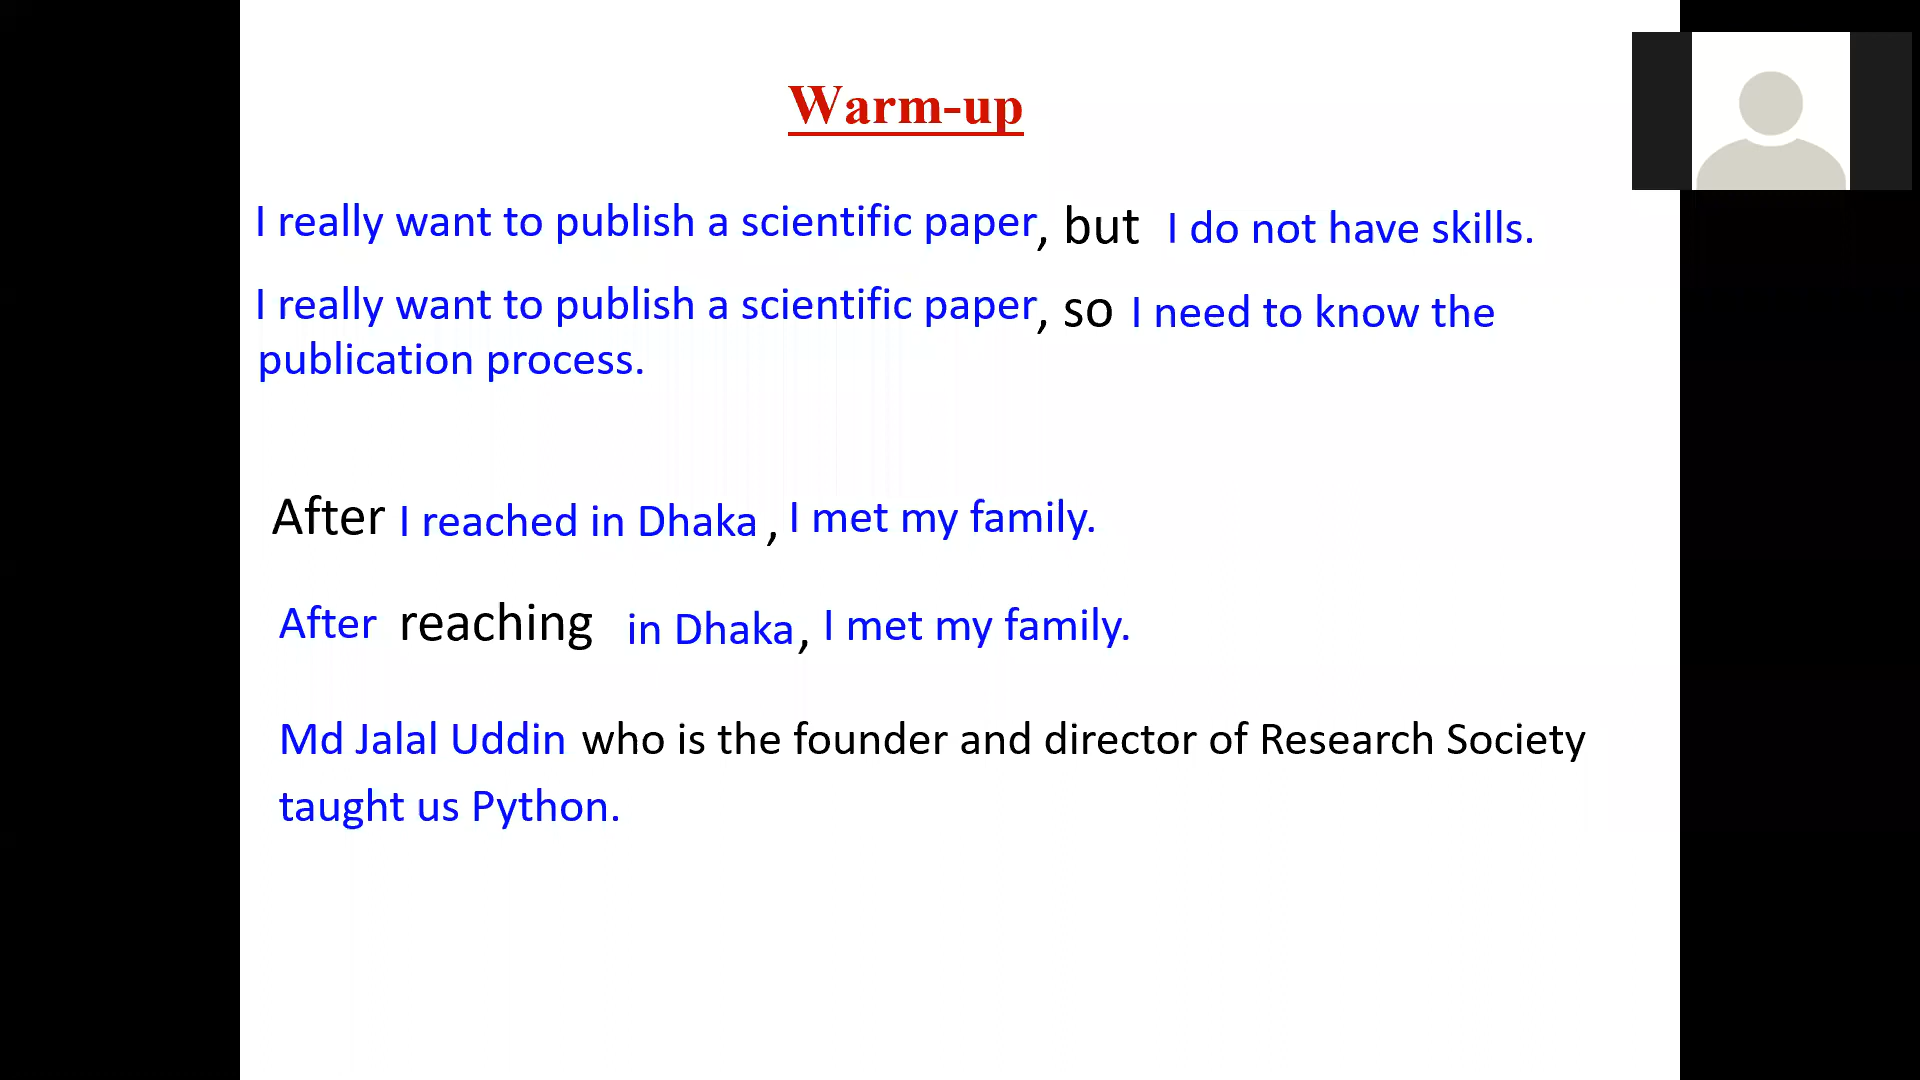 Warm-up
I really want to publish a scientific paper, but I do not have skills.
I really want to publish a scientific paper, so I need to know the
publication process.
After I reached in Dhaka, I met my family.
After reaching in Dhaka, I met my family.
Md Jalal Uddin who is the founder and director of Research Society
taught us Python.